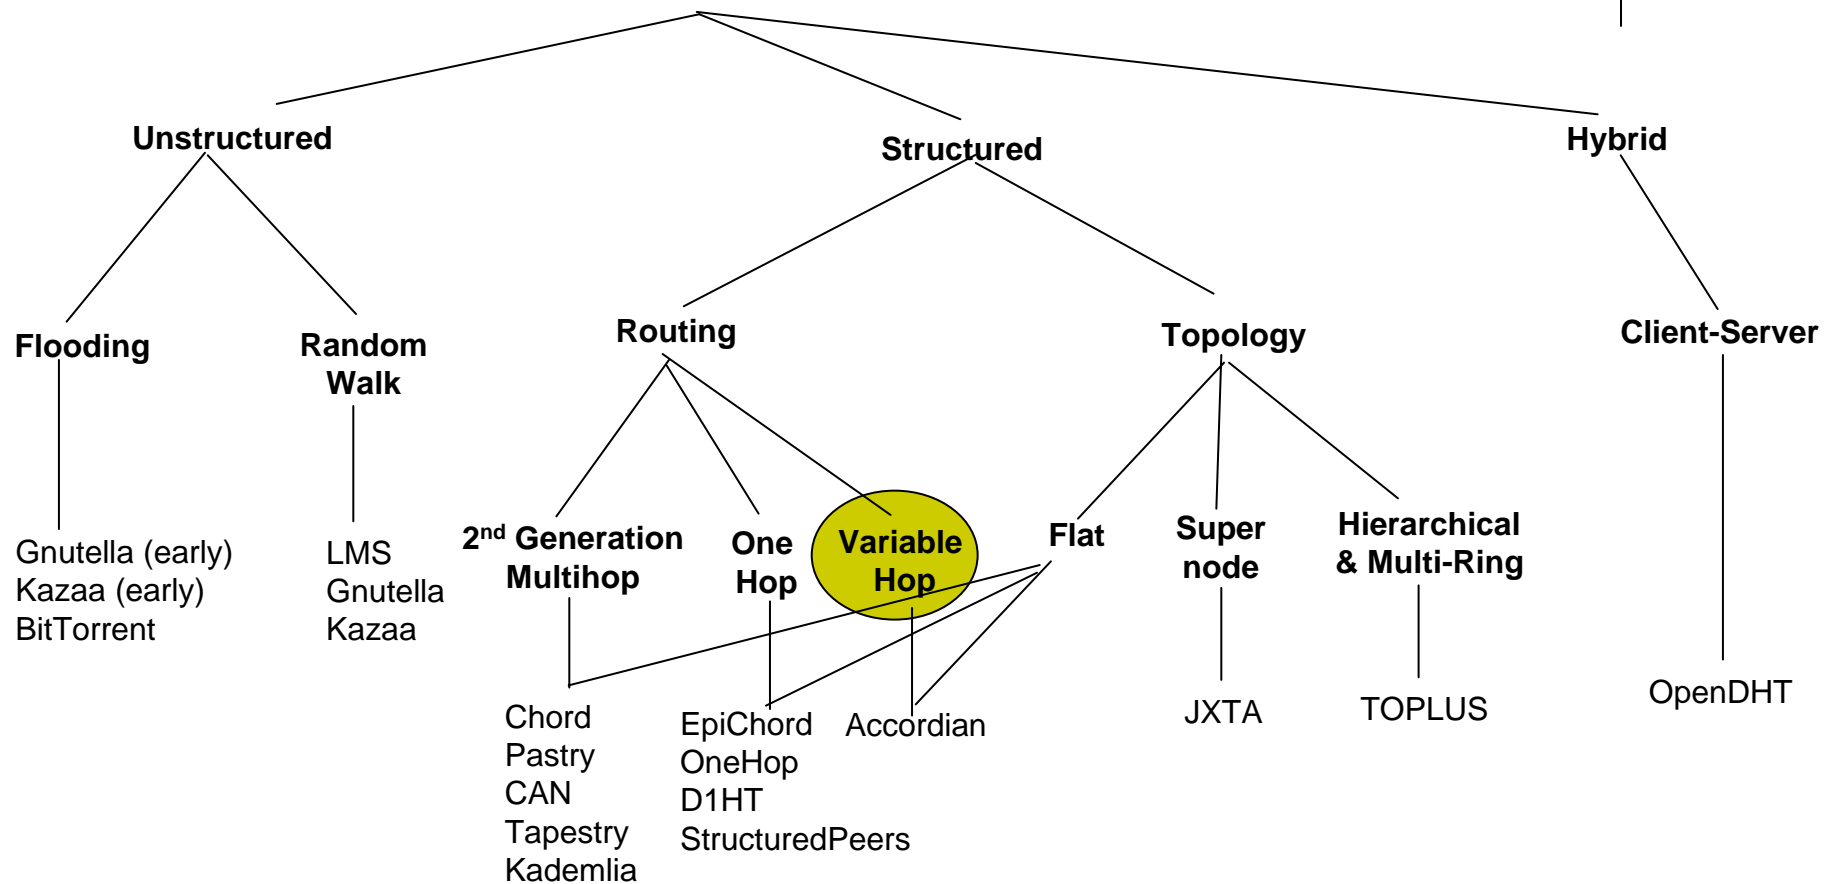 Unstructured
Structured
Hybrid
Flooding
Random
Walk
Routing
Topology
Client-Server
2nd Generation
Multihop
One
Hop
Variable
Hop
Flat
Super
node
Hierarchical
& Multi-Ring
Gnutella (early)
Kazaa (early)
BitTorrent
LMS
Gnutella
Kazaa
Chord
Pastry
CAN
Tapestry
Kademlia
EpiChord
OneHop
D1HT
StructuredPeers
Accordian
JXTA
TOPLUS
OpenDHT